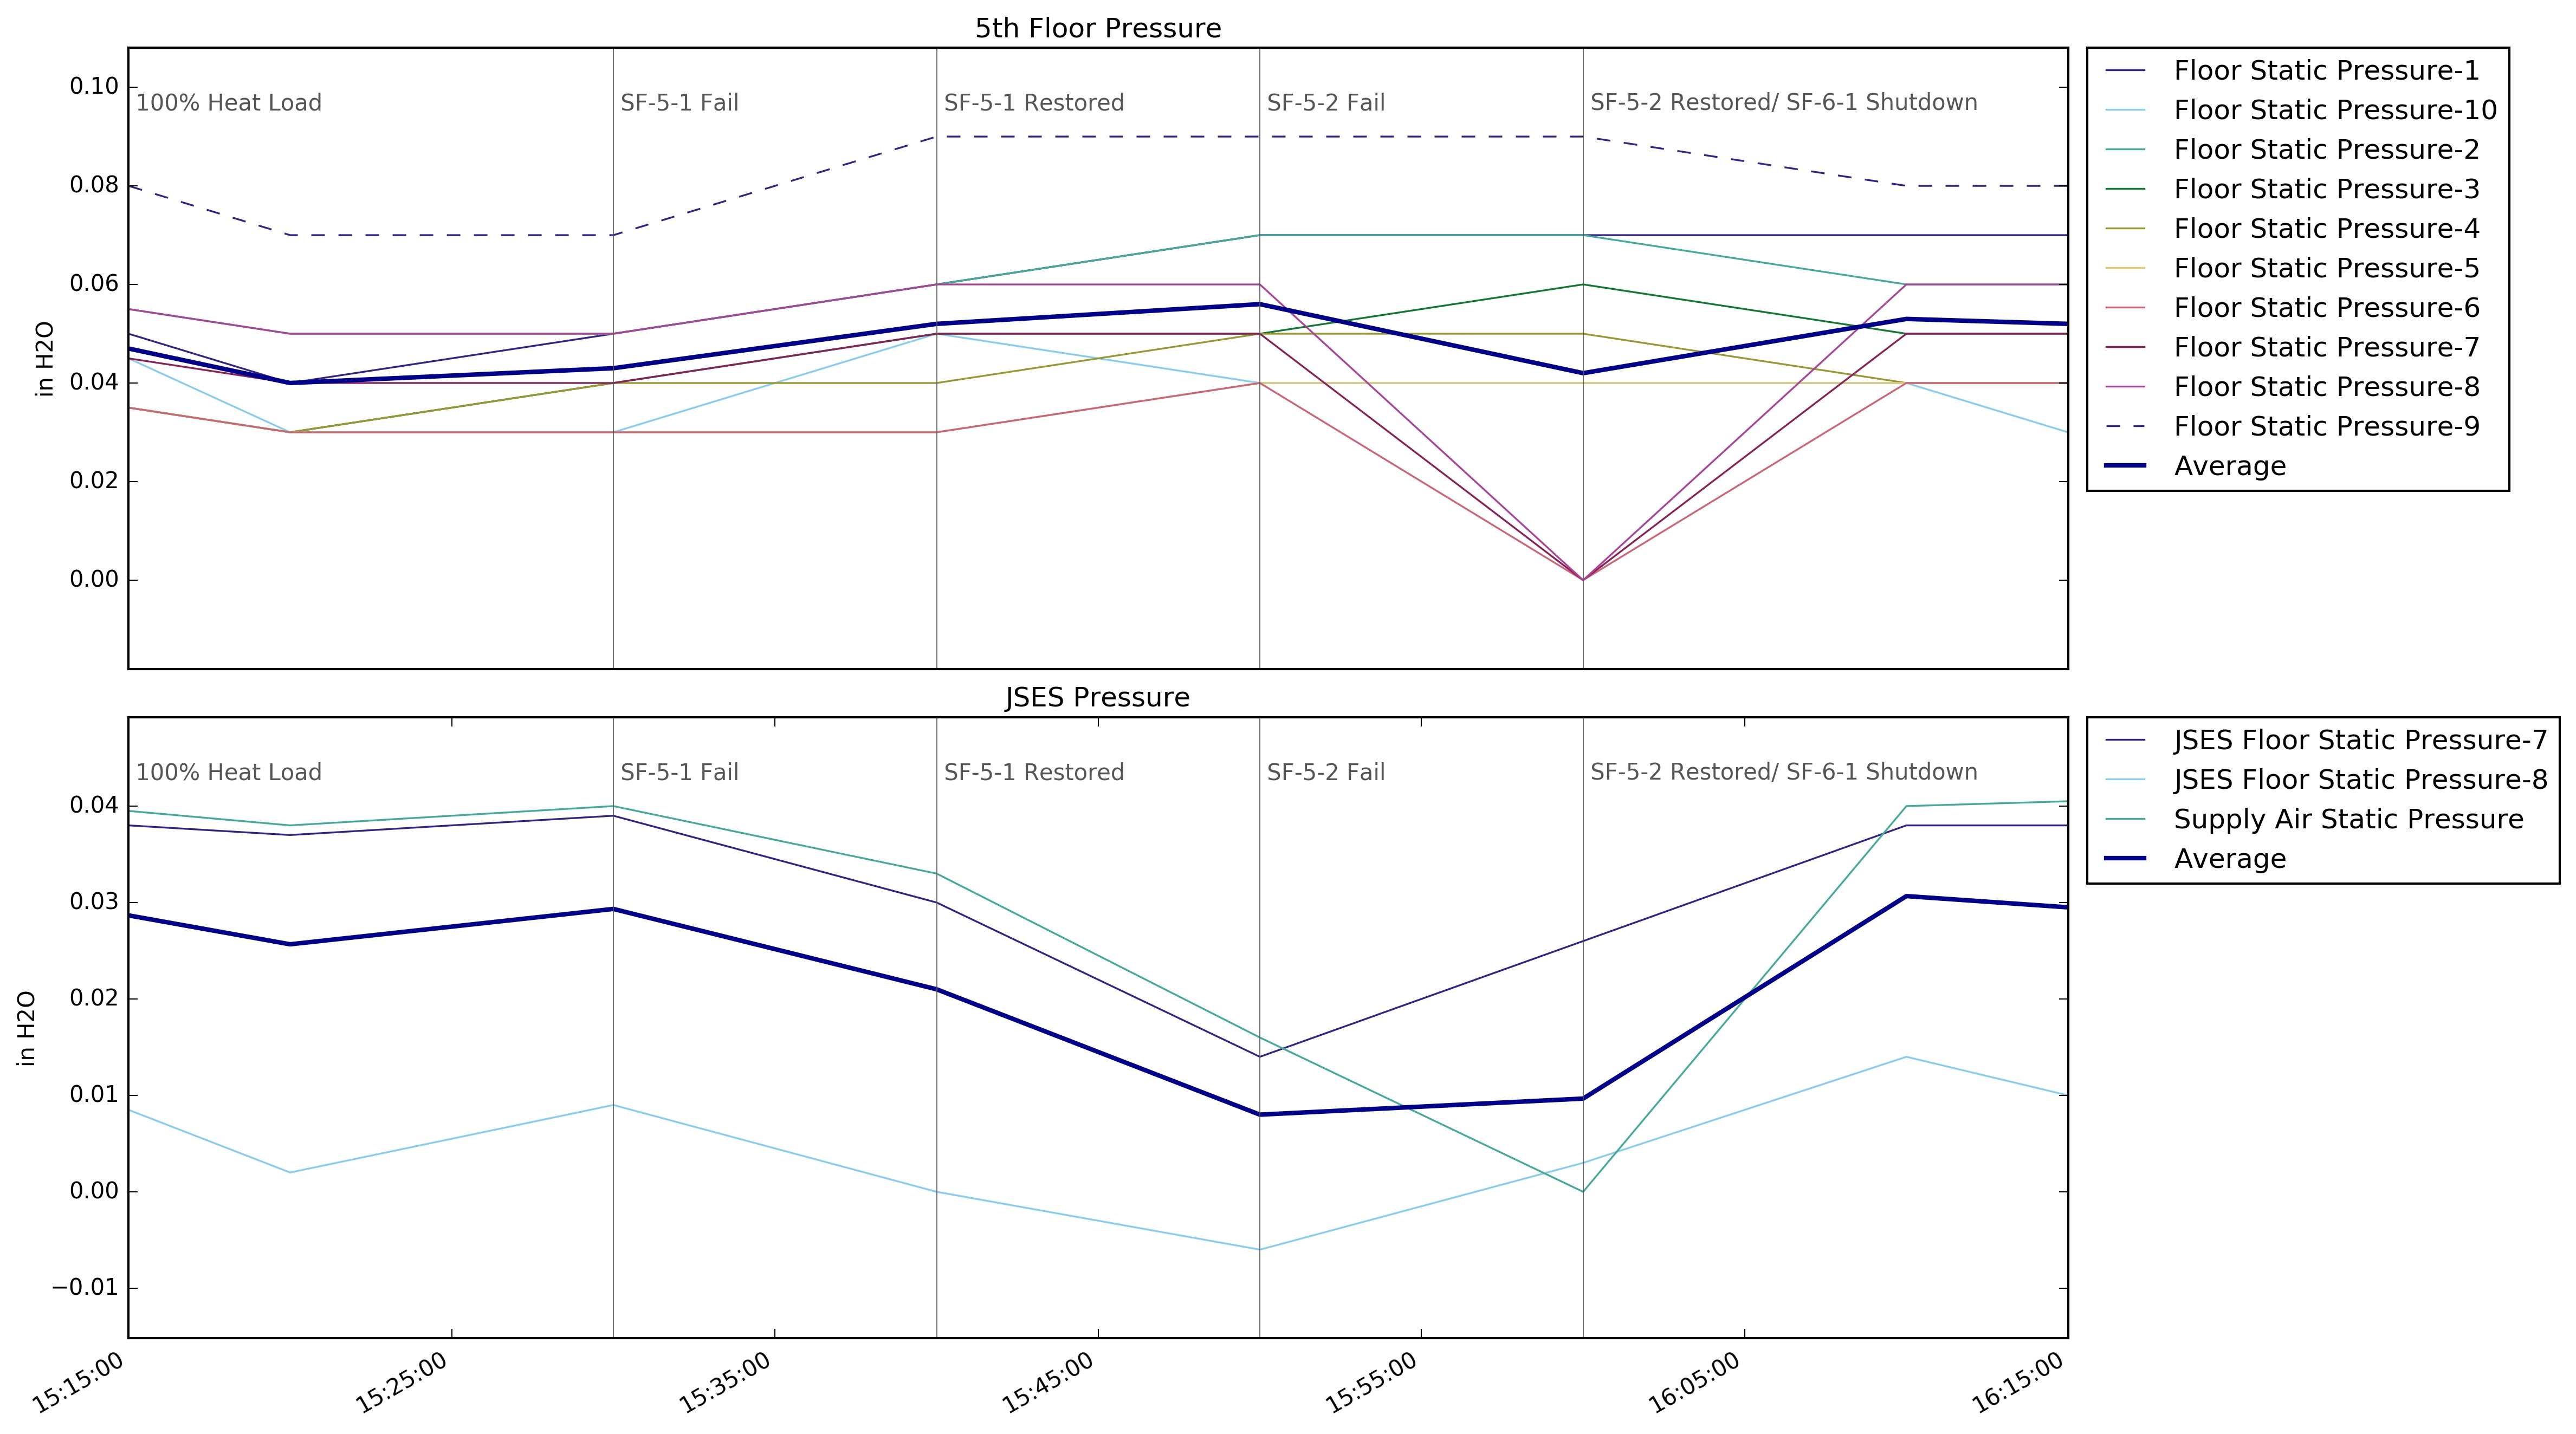 5th Floor Pressure
in H2O
0.10
0.08
0.06
0.04
0.02
0.00
100% Heat Load
SF-5-1 Fail
SF-5-1 Restored
SF-5-2 Fail
SF-5-2 Restored/ SF-6-1 Shutdown
Floor Static Pressure-1
Floor Static Pressure-10
Floor Static Pressure-2
Floor Static Pressure-3
Floor Static Pressure-4
Floor Static Pressure-5
Floor Static Pressure-6
Floor Static Pressure-7
Floor Static Pressure-8
Floor Static Pressure-9
Average
JSES Pressure
in H2O
0.04
0.03
0.02
0.01
0.00
−0.01
100% Heat Load
SF-5-1 Fail
SF-5-1 Restored
SF-5-2 Fail
SF-5-2 Restored/ SF-6-1 Shutdown
JSES Floor Static Pressure-7
JSES Floor Static Pressure-8
Supply Air Static Pressure
Average
15:15:00
15:25:00
15:35:00
15:45:00
15:55:00
16:05:00
16:15:00